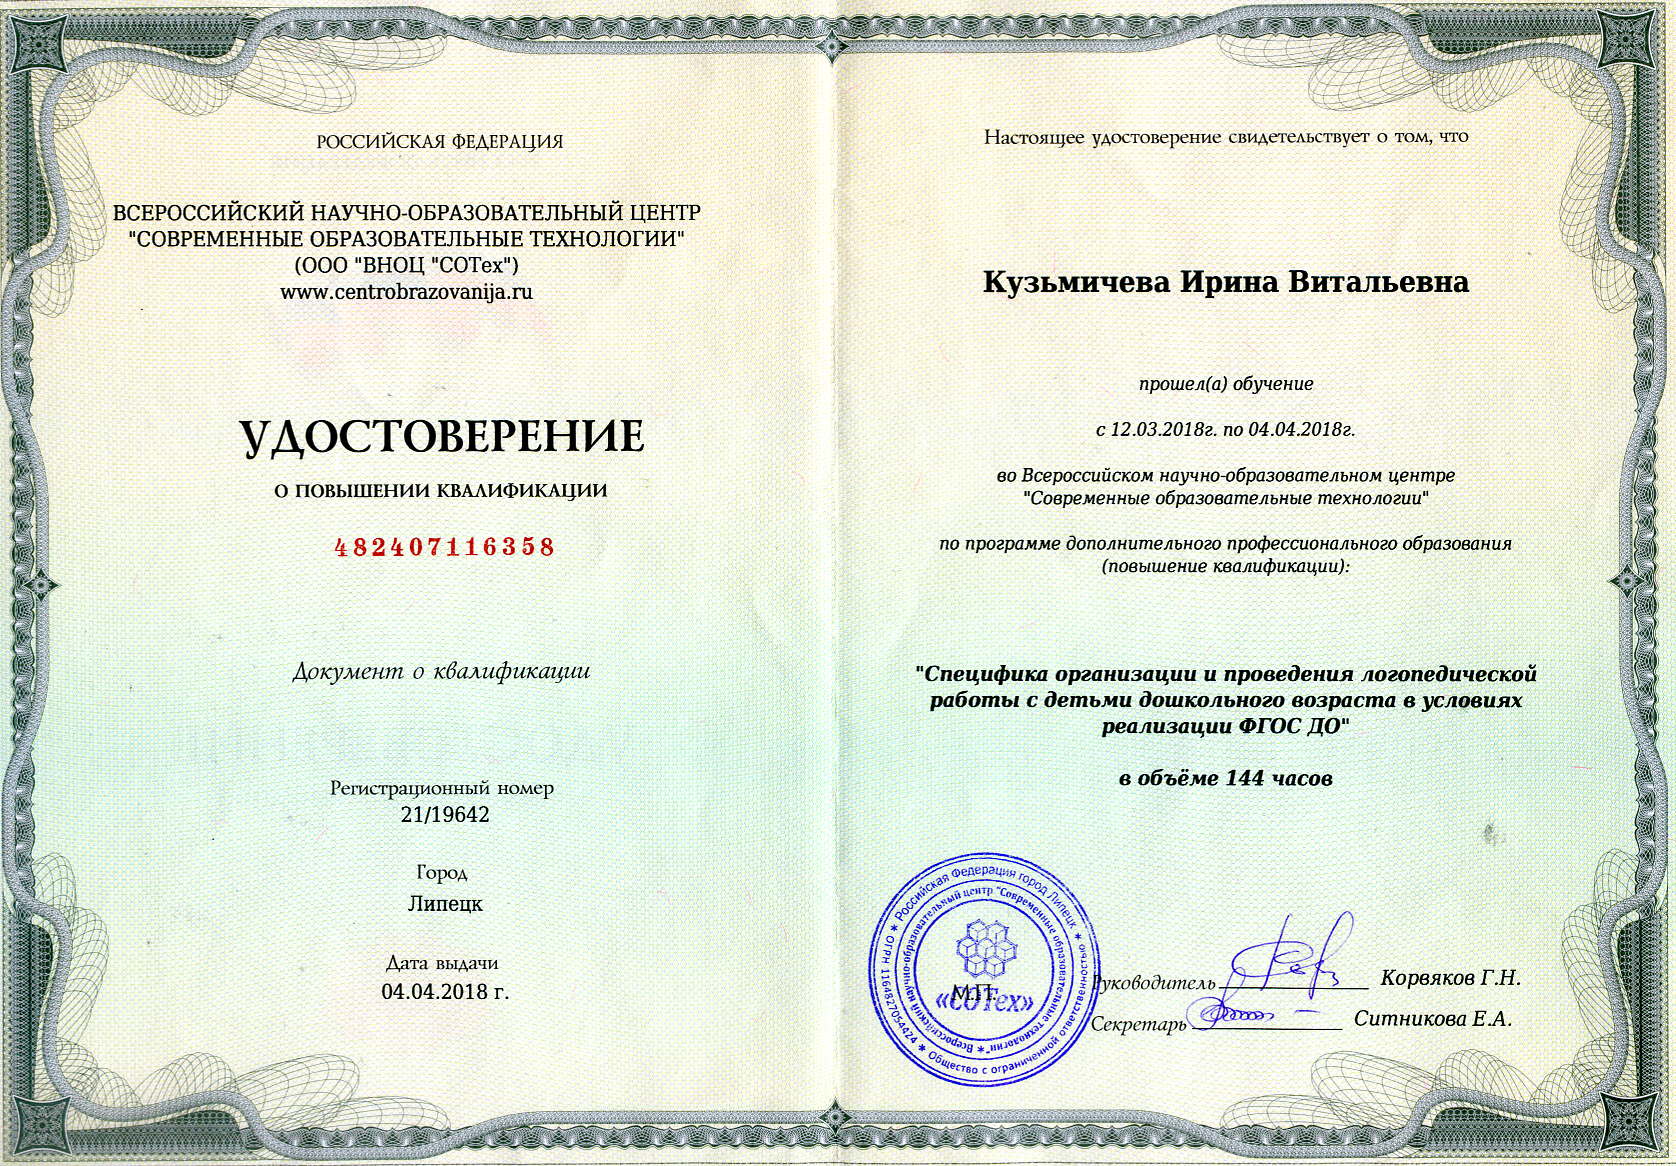 РОССИЙСКАЯ ФЕДЕРАЦИЯ
ВСЕРОССИЙСКИЙ НАУЧНО-ОБРАЗОВАТЕЛЬНЫЙ ЦЕНТР
"СОВРЕМЕННЫЕ ОБРАЗОВАТЕЛЬНЫЕ ТЕХНОЛОГИИ"
(ООО "ВНОЦ "СОТех")
www.centrobrazovanija.ru
УДОСТОВЕРЕНИЕ
О ПОВЫШЕНИИ КВАЛИФИКАЦИИ
482407116358
Документ о квалификации
Регистрационный номер
21/19642
Город
Липецк
Дата выдачи
04.04.2018 г.
Настоящее удостоверение свидетельствует о том, что
Кузьмичева Ирина Витальевна
прошел(а) обучение
с 12.03.2018г. по 04.04.2018г.
во Всероссийском научно-образовательном центре
"Современные образовательные технологии"
по программе дополнительного профессионального образования
(повышение квалификации):
"Специфика организации и проведения логопедической
работы с детьми дошкольного возраста в условиях
реализации ФГОС ДО"
в объёме 144 часов
Российская Федерация город Липецк * Общество с ограниченной ответственностью * ОГРН 1164827054424 *
Всероссийский научно-образовательный центр "Современные образовательные технологии" *
М.П.
«СОТех»
Руководитель Корвяков Г.Н.
Секретарь Ситникова Е.А.